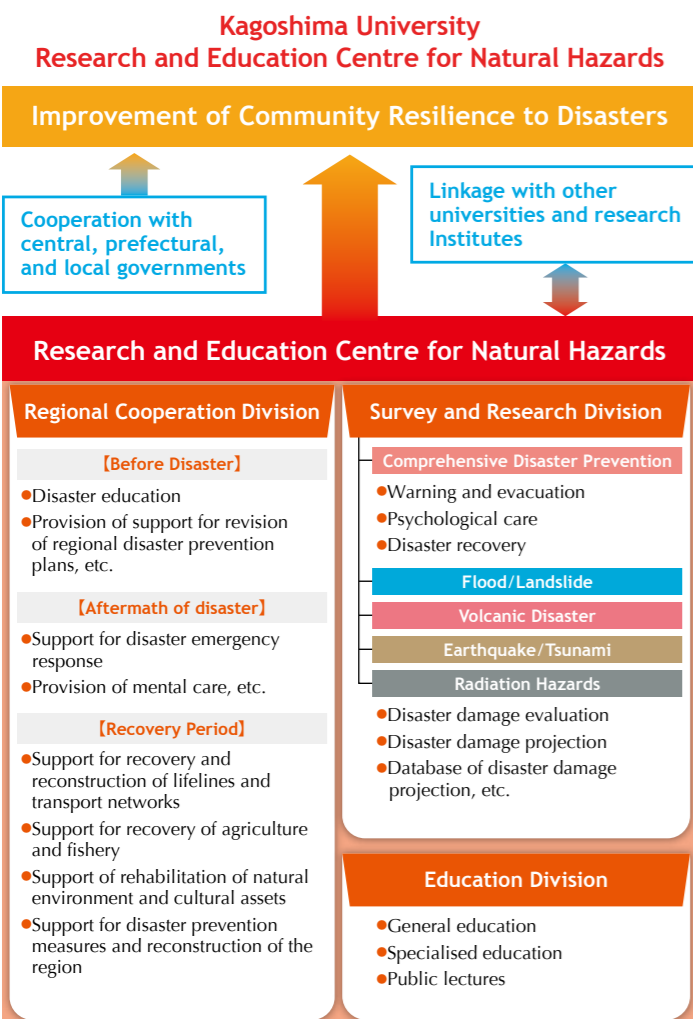 Kagoshima University
Research and Education Centre for Natural Hazards
Improvement of Community Resilience to Disasters
Cooperation with
central, prefectural,
and local governments
Linkage with other
universities and research
Institutes
Research and Education Centre for Natural Hazards
Regional Cooperation Division
【Before Disaster】
●Disaster education
●Provision of support for revision
of regional disaster prevention
plans, etc.
【Aftermath of disaster】
●Support for disaster emergency
response
●Provision of mental care, etc.
【Recovery Period】
●Support for recovery and
reconstruction of lifelines and
transport networks
●Support for recovery of agriculture
and fishery
●Support of rehabilitation of natural
environment and cultural assets
●Support for disaster prevention
measures and reconstruction of the
region
Survey and Research Division
Comprehensive Disaster Prevention
●Warning and evacuation
●Psychological care
●Disaster recovery
Flood/Landslide
Volcanic Disaster
Earthquake/Tsunami
Radiation Hazards
●Disaster damage evaluation
●Disaster damage projection
●Database of disaster damage
projection, etc.
Education Division
●General education
●Specialised education
●Public lectures